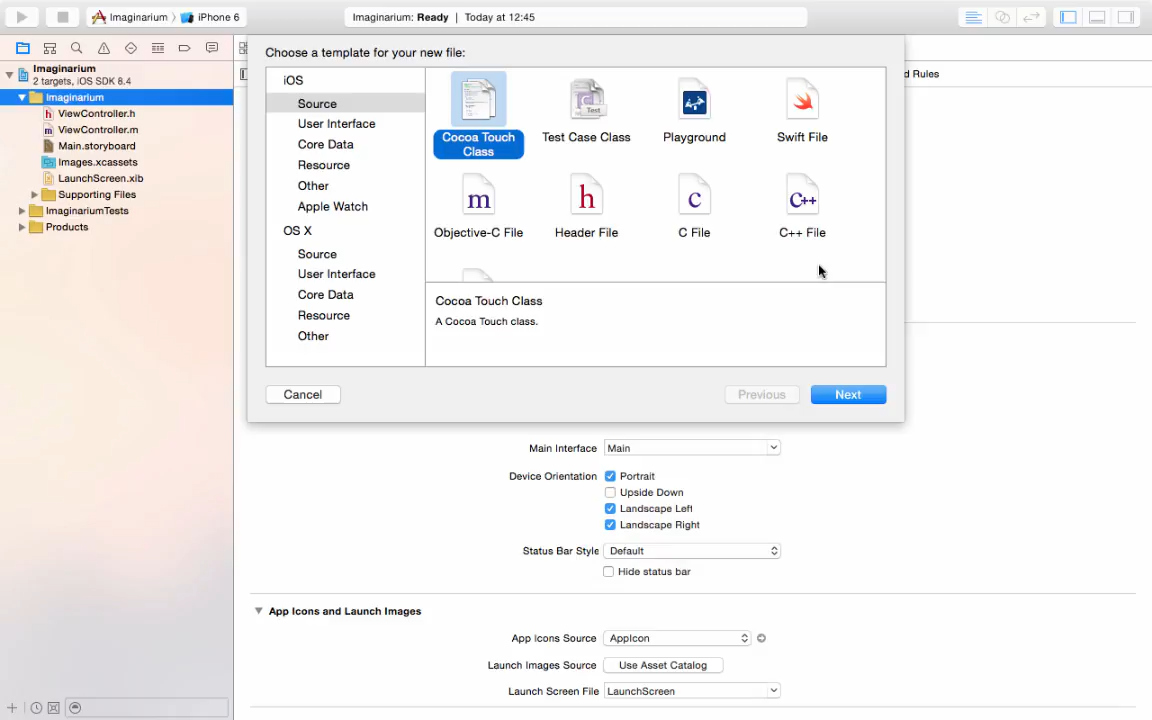 Imaginarium
iPhone 6
Imaginarium: Ready | Today at 12:45
Imaginarium
2 targets, iOS SDK 8.4
Imaginarium
ViewController.h
ViewController.m
Main.storyboard
Images.xcassets
LaunchScreen.xib
Supporting Files
ImaginariumTests
Products
Choose a template for your new file:
iOS
Source
User Interface
Core Data
Resource
Other
Apple Watch
OS X
Source
User Interface
Core Data
Resource
Other
Cocoa Touch
Class
Test
Test Case Class
Playground
Swift File
m
Objective-C File
h
Header File
c
C File
C++
C++ File
Cocoa Touch Class
A Cocoa Touch class.
Cancel
Previous
Next
d Rules
Main Interface
Main
Device Orientation
Portrait
Upside Down
Landscape Left
Landscape Right
Status Bar Style
Default
Hide status bar
App Icons and Launch Images
App Icons Source
AppIcon
Launch Images Source
Use Asset Catalog
Launch Screen File
LaunchScreen